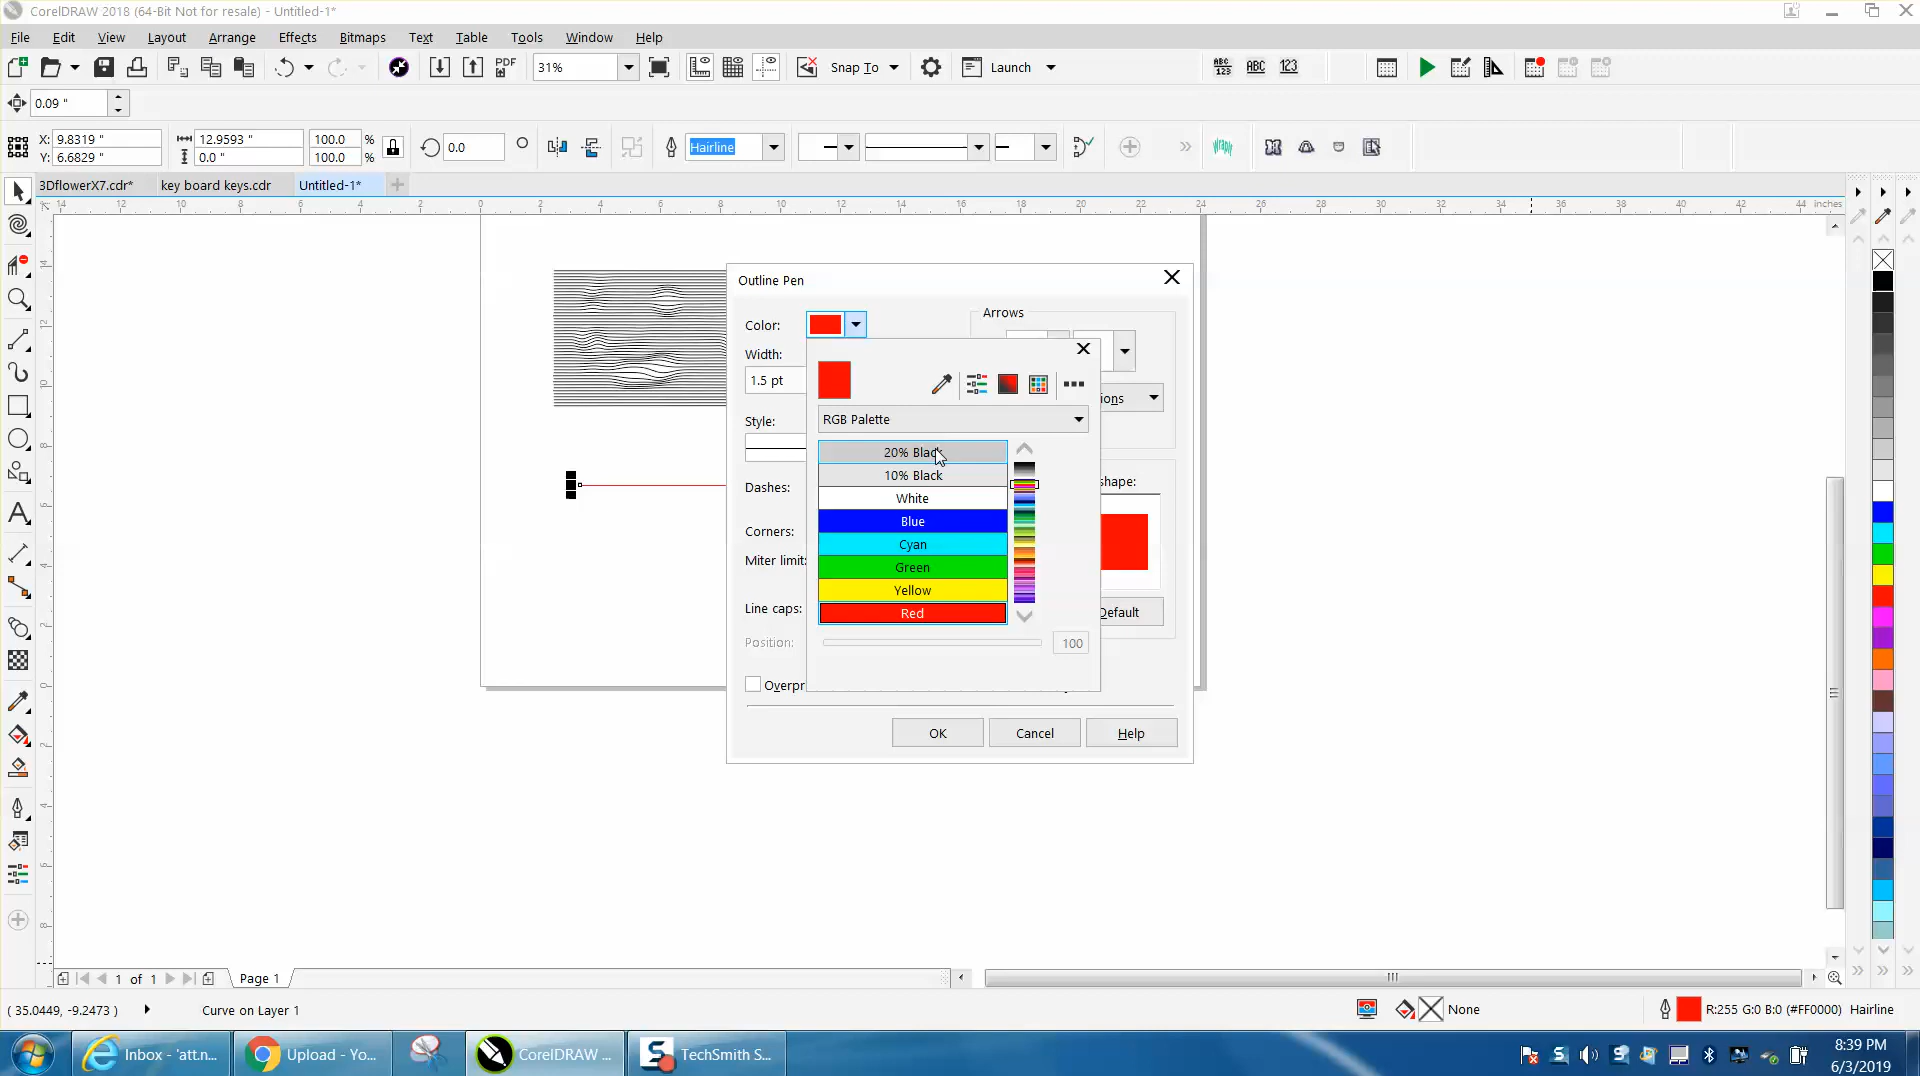 CorelDRAW 2018 (64-Bit Not for resale) - Untitled-1*
File Edit View Layout Arrange Effects Bitmaps Text Table Tools Window Help
PDF 31% Snap To Launch ABC 123 ABC 123
0.09 "
X: 9.8319 " 12.9593 " 100.0 % 0.0 Hairline
Y: 6.6829 " 0.0 " 100.0 %
3DflowerX7.cdr* key board keys.cdr Untitled-1*
14 12 10 8 6 4 2 0 2 4 6 8 10 12 14 16 18 20 22 24 26 28 30 32 34 36 38 40 42 44 inches
Outline Pen
Arrows
Color:
Width:
1.5 pt
ions
RGB Palette
Style:
20% Black
10% Black
Dashes:
shape:
White
Blue
Corners:
Cyan
Miter limit:
Green
Yellow
Line caps:
Red
Default
Position:
100
Overpr
OK Cancel Help
1 of 1 Page 1
( 35.0449, -9.2473 ) Curve on Layer 1 None R:255 G:0 B:0 (#FF0000) Hairline
Inbox - 'att.n... Upload - Yo... CorelDRAW ... TechSmith S...
8:39 PM
6/3/2019